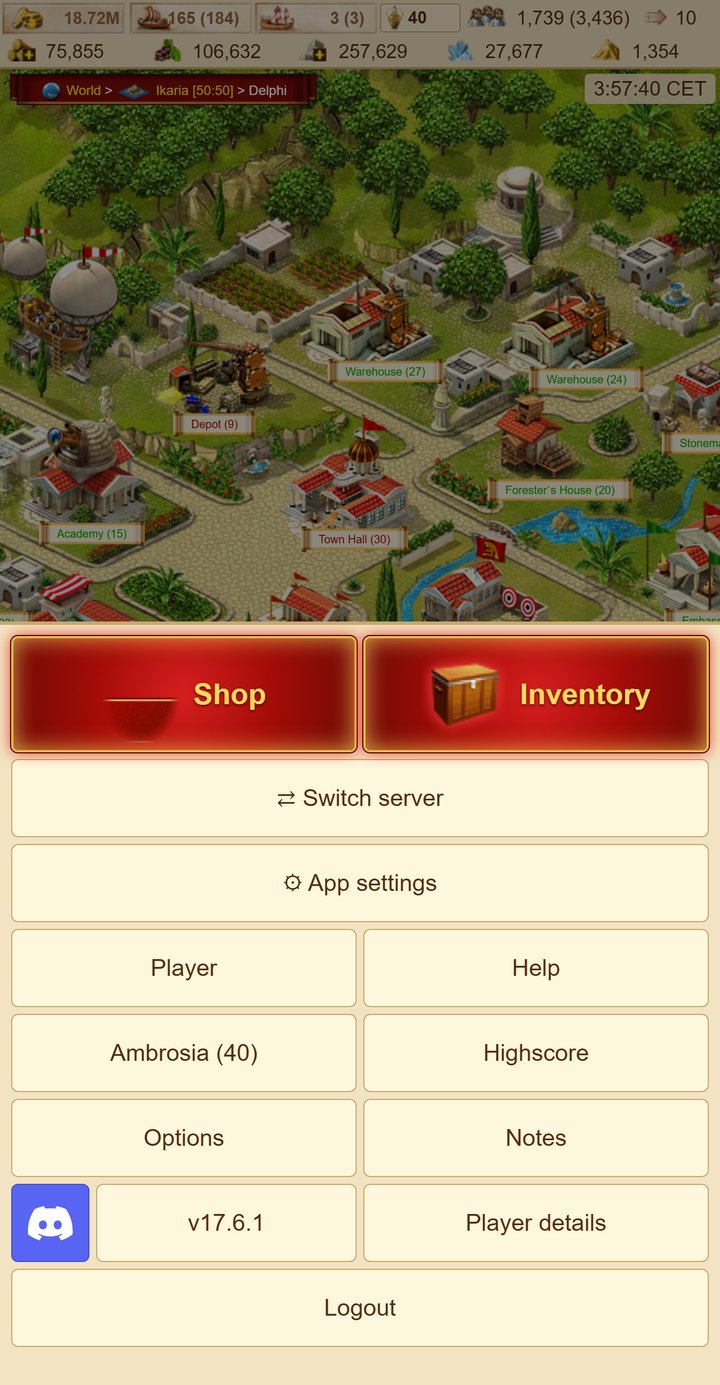 18.72M 165 (184) 3 (3) 40 1,739 (3,436) 10
75,855 106,632 257,629 27,677 1,354
World > Ikaria [50:50] > Delphi 3:57:40 CET
Warehouse (27)
Warehouse (24)
Depot (9)
Stonema
Forester`s House (20)
Academy (15)
Town Hall (30)
Embass
Shop Inventory
⇄ Switch server
⚙ App settings
Player Help
Ambrosia (40) Highscore
Options Notes
v17.6.1 Player details
Logout